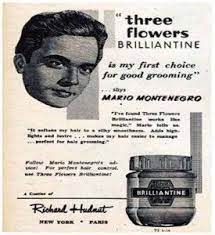 "three
flowers
BRILLIANTINE
is my first choice
for good grooming"
... says
MARIO MONTENEGRO
"I've found Three Flowers
Brilliantine works like
magic," Mario tells us.
"It softens my hair to a silky smoothness. Adds high-
lights and lustre ... makes my hair easier to manage
... perfect for hair grooming."
Follow Mario Montenegro's ad-
vice! For perfect hair control,
use Three Flowers Brilliantine!
A Creation of
Richard Hudnut
NEW YORK • PARIS
BRILLIANTINE